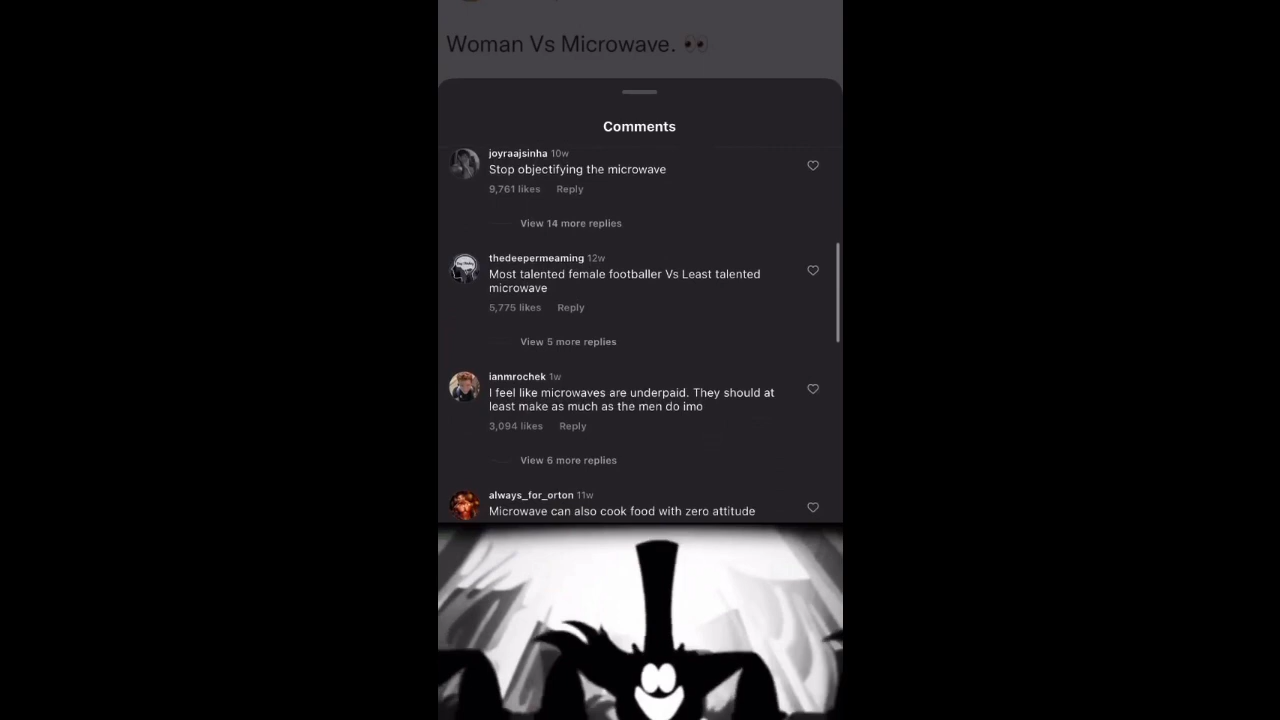 Woman Vs Microwave. 👀
Comments
joyraajsinha 10w
Stop objectifying the microwave
9,761 likes Reply
View 14 more replies
thedeepermeaming 12w
Most talented female footballer Vs Least talented
microwave
5,775 likes Reply
View 5 more replies
ianmrochek 1w
I feel like microwaves are underpaid. They should at
least make as much as the men do imo
3,094 likes Reply
View 6 more replies
always_for_orton 11w
Microwave can also cook food with zero attitude